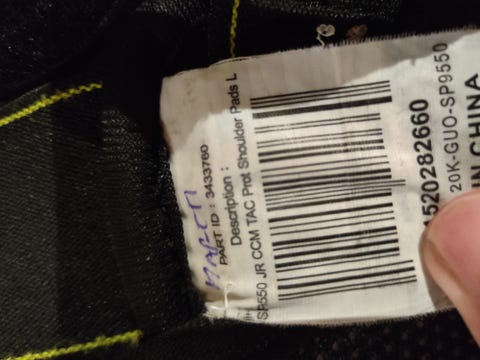 PART ID : 3433760
Description :
SP550 JR CCM TAC Prot Shoulder Pads L
520282660
20K-GUO-SP9550
IN CHINA